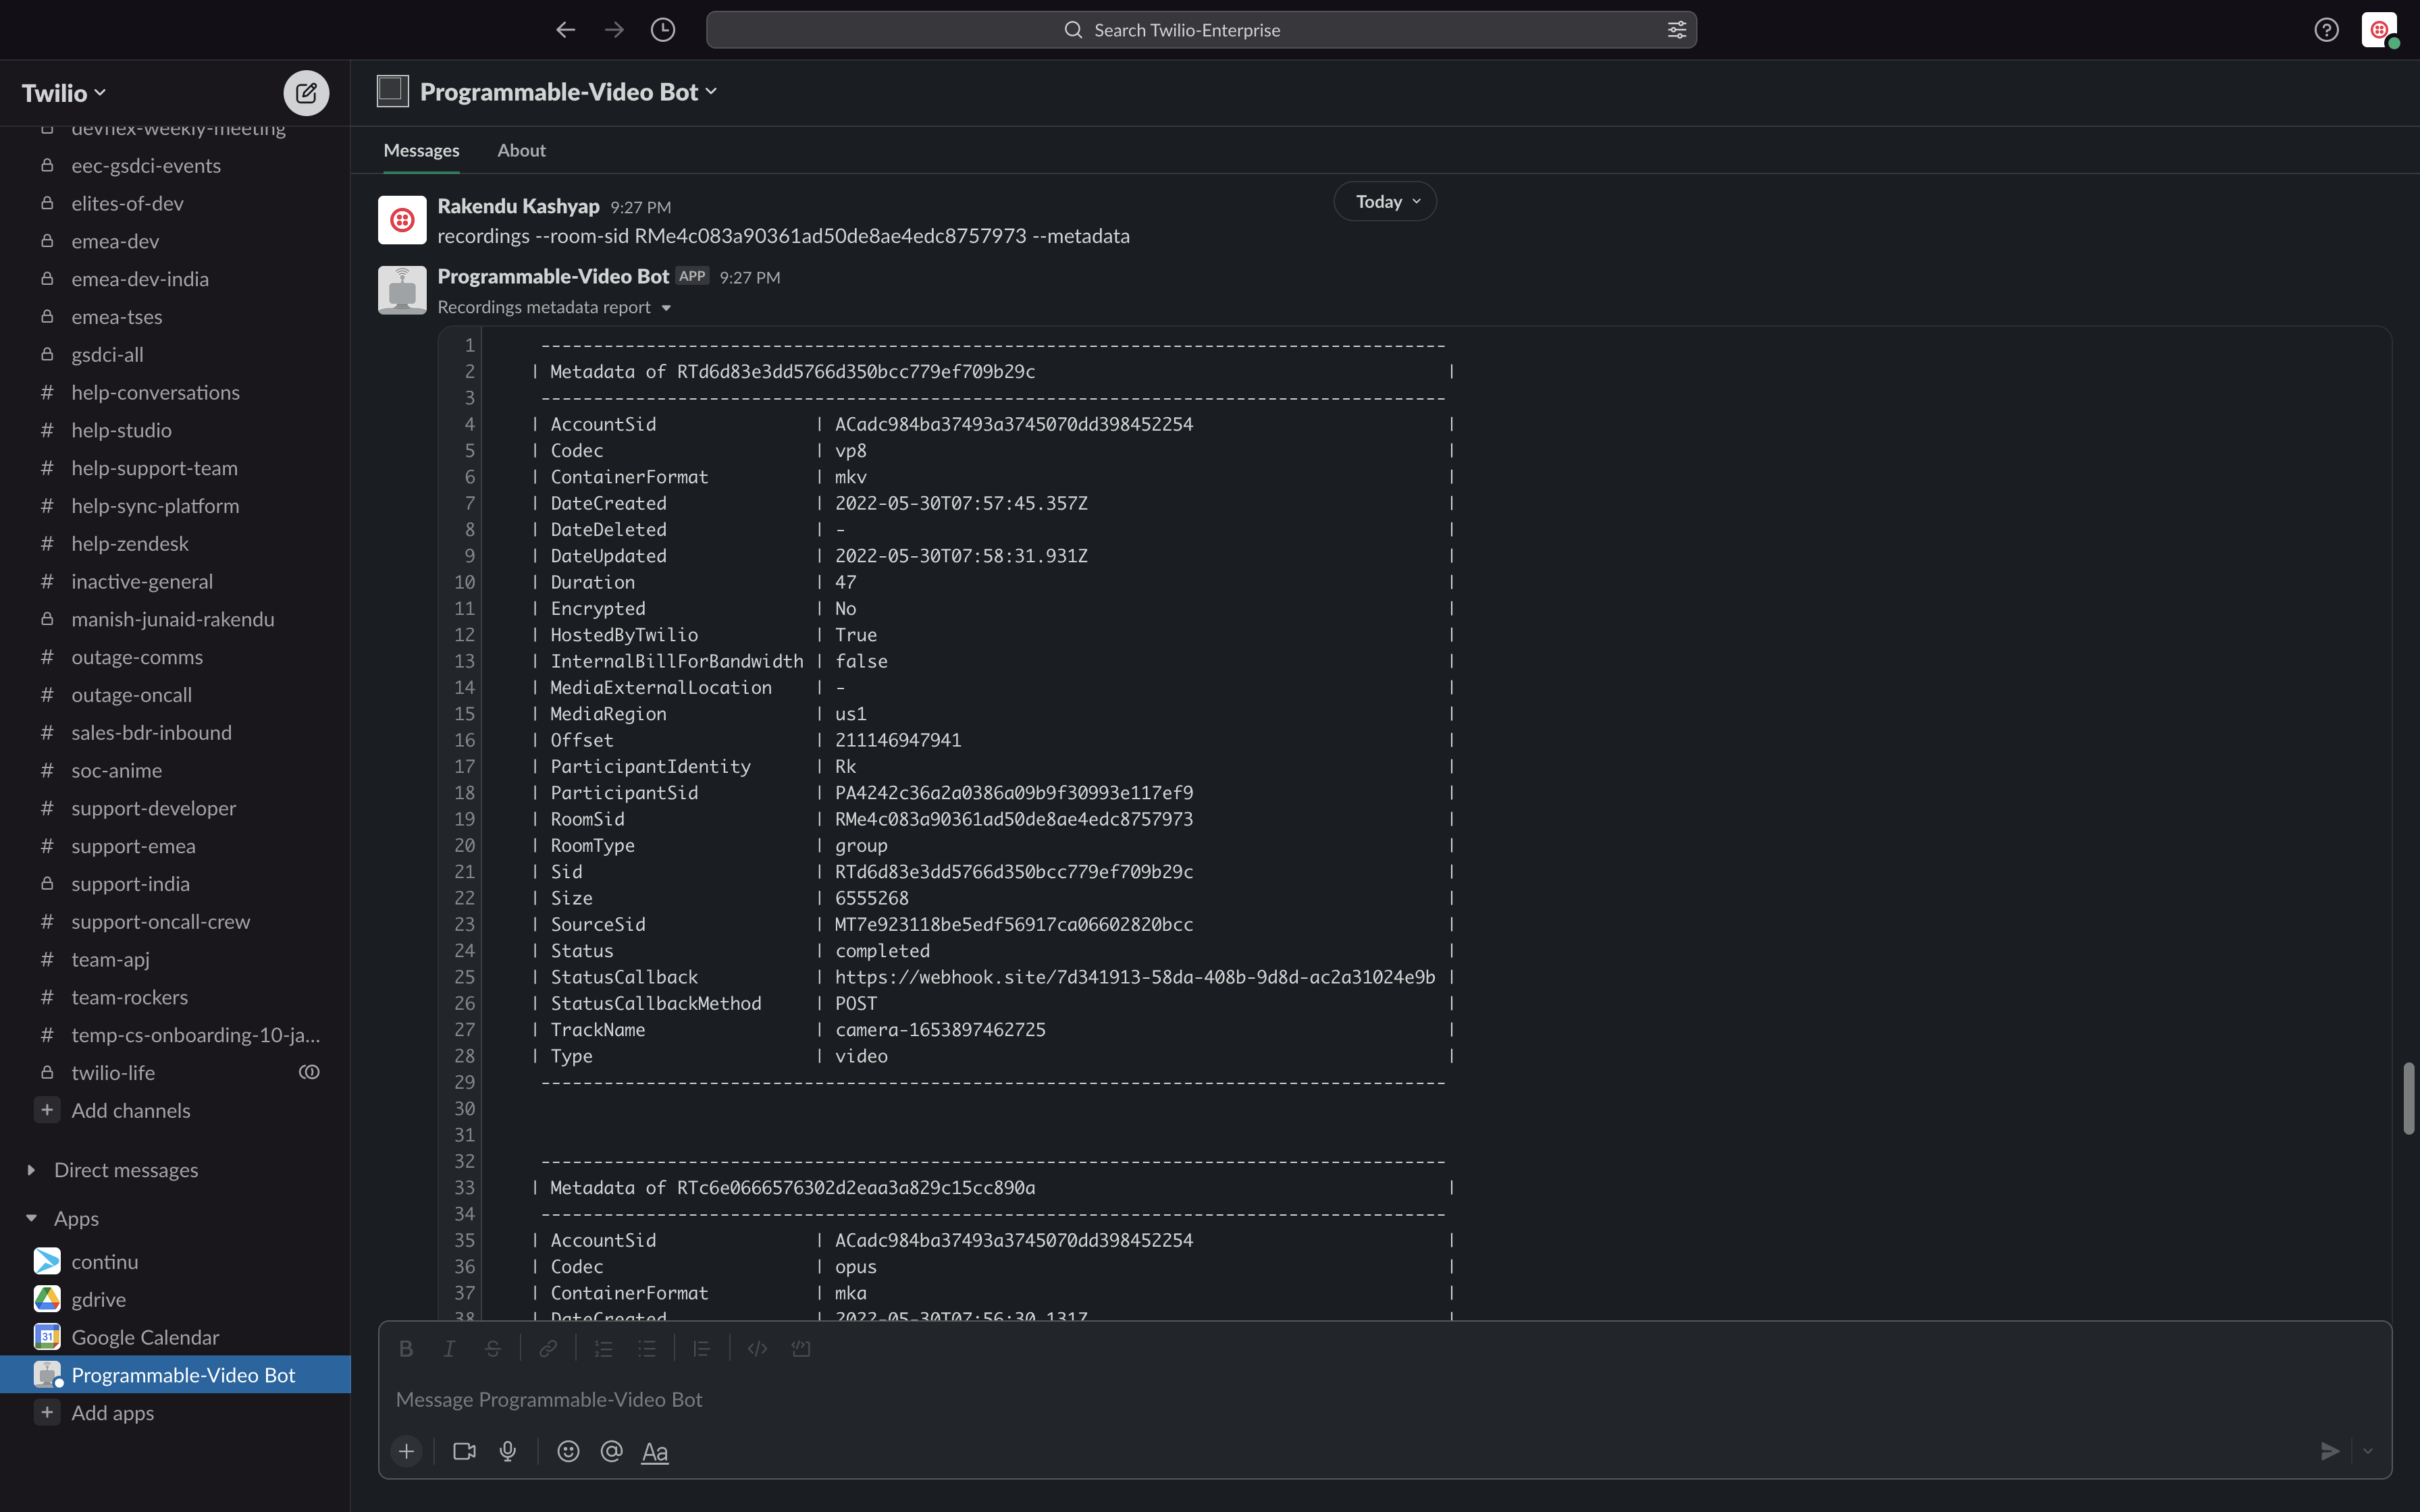 Search Twilio-Enterprise
Twilio
devflex-weekly-meeting
eec-gsdci-events
elites-of-dev
emea-dev
emea-dev-india
emea-tses
gsdci-all
# help-conversations
# help-studio
# help-support-team
# help-sync-platform
# help-zendesk
# inactive-general
manish-junaid-rakendu
# outage-comms
# outage-oncall
# sales-bdr-inbound
# soc-anime
# support-developer
# support-emea
support-india
# support-oncall-crew
# team-apj
# team-rockers
# temp-cs-onboarding-10-ja...
twilio-life
+ Add channels
Direct messages
Apps
continu
gdrive
31 Google Calendar
Programmable-Video Bot
+ Add apps
Programmable-Video Bot
Messages About
Today
Rakendu Kashyap 9:27 PM
recordings --room-sid RMe4c083a90361ad50de8ae4edc8757973 --metadata
Programmable-Video Bot APP 9:27 PM
Recordings metadata report
1 --------------------------------------------------------------------------------------
2 | Metadata of RTd6d83e3dd5766d350bcc779ef709b29c |
3 --------------------------------------------------------------------------------------
4 | AccountSid | ACadc984ba37493a3745070dd398452254 |
5 | Codec | vp8 |
6 | ContainerFormat | mkv |
7 | DateCreated | 2022-05-30T07:57:45.357Z |
8 | DateDeleted | - |
9 | DateUpdated | 2022-05-30T07:58:31.931Z |
10 | Duration | 47 |
11 | Encrypted | No |
12 | HostedByTwilio | True |
13 | InternalBillForBandwidth | false |
14 | MediaExternalLocation | - |
15 | MediaRegion | us1 |
16 | Offset | 211146947941 |
17 | ParticipantIdentity | Rk |
18 | ParticipantSid | PA4242c36a2a0386a09b9f30993e117ef9 |
19 | RoomSid | RMe4c083a90361ad50de8ae4edc8757973 |
20 | RoomType | group |
21 | Sid | RTd6d83e3dd5766d350bcc779ef709b29c |
22 | Size | 6555268 |
23 | SourceSid | MT7e923118be5edf56917ca06602820bcc |
24 | Status | completed |
25 | StatusCallback | https://webhook.site/7d341913-58da-408b-9d8d-ac2a31024e9b |
26 | StatusCallbackMethod | POST |
27 | TrackName | camera-1653897462725 |
28 | Type | video |
29 --------------------------------------------------------------------------------------
30
31
32 --------------------------------------------------------------------------------------
33 | Metadata of RTc6e0666576302d2eaa3a829c15cc890a |
34 --------------------------------------------------------------------------------------
35 | AccountSid | ACadc984ba37493a3745070dd398452254 |
36 | Codec | opus |
37 | ContainerFormat | mka |
38 | DateCreated | 2022-05-30T07:56:30.131Z |
Message Programmable-Video Bot
Aa